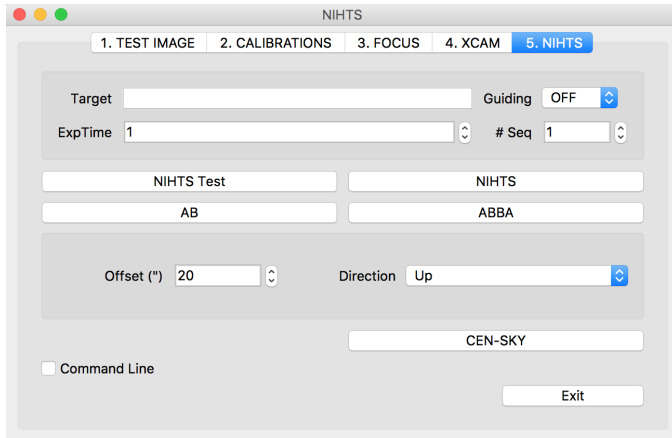 NIHTS
1. TEST IMAGE 2. CALIBRATIONS 3. FOCUS 4. XCAM 5. NIHTS
Target Guiding OFF
ExpTime 1 # Seq 1
NIHTS Test NIHTS
AB ABBA
Offset (") 20 Direction Up
CEN-SKY
Command Line
Exit